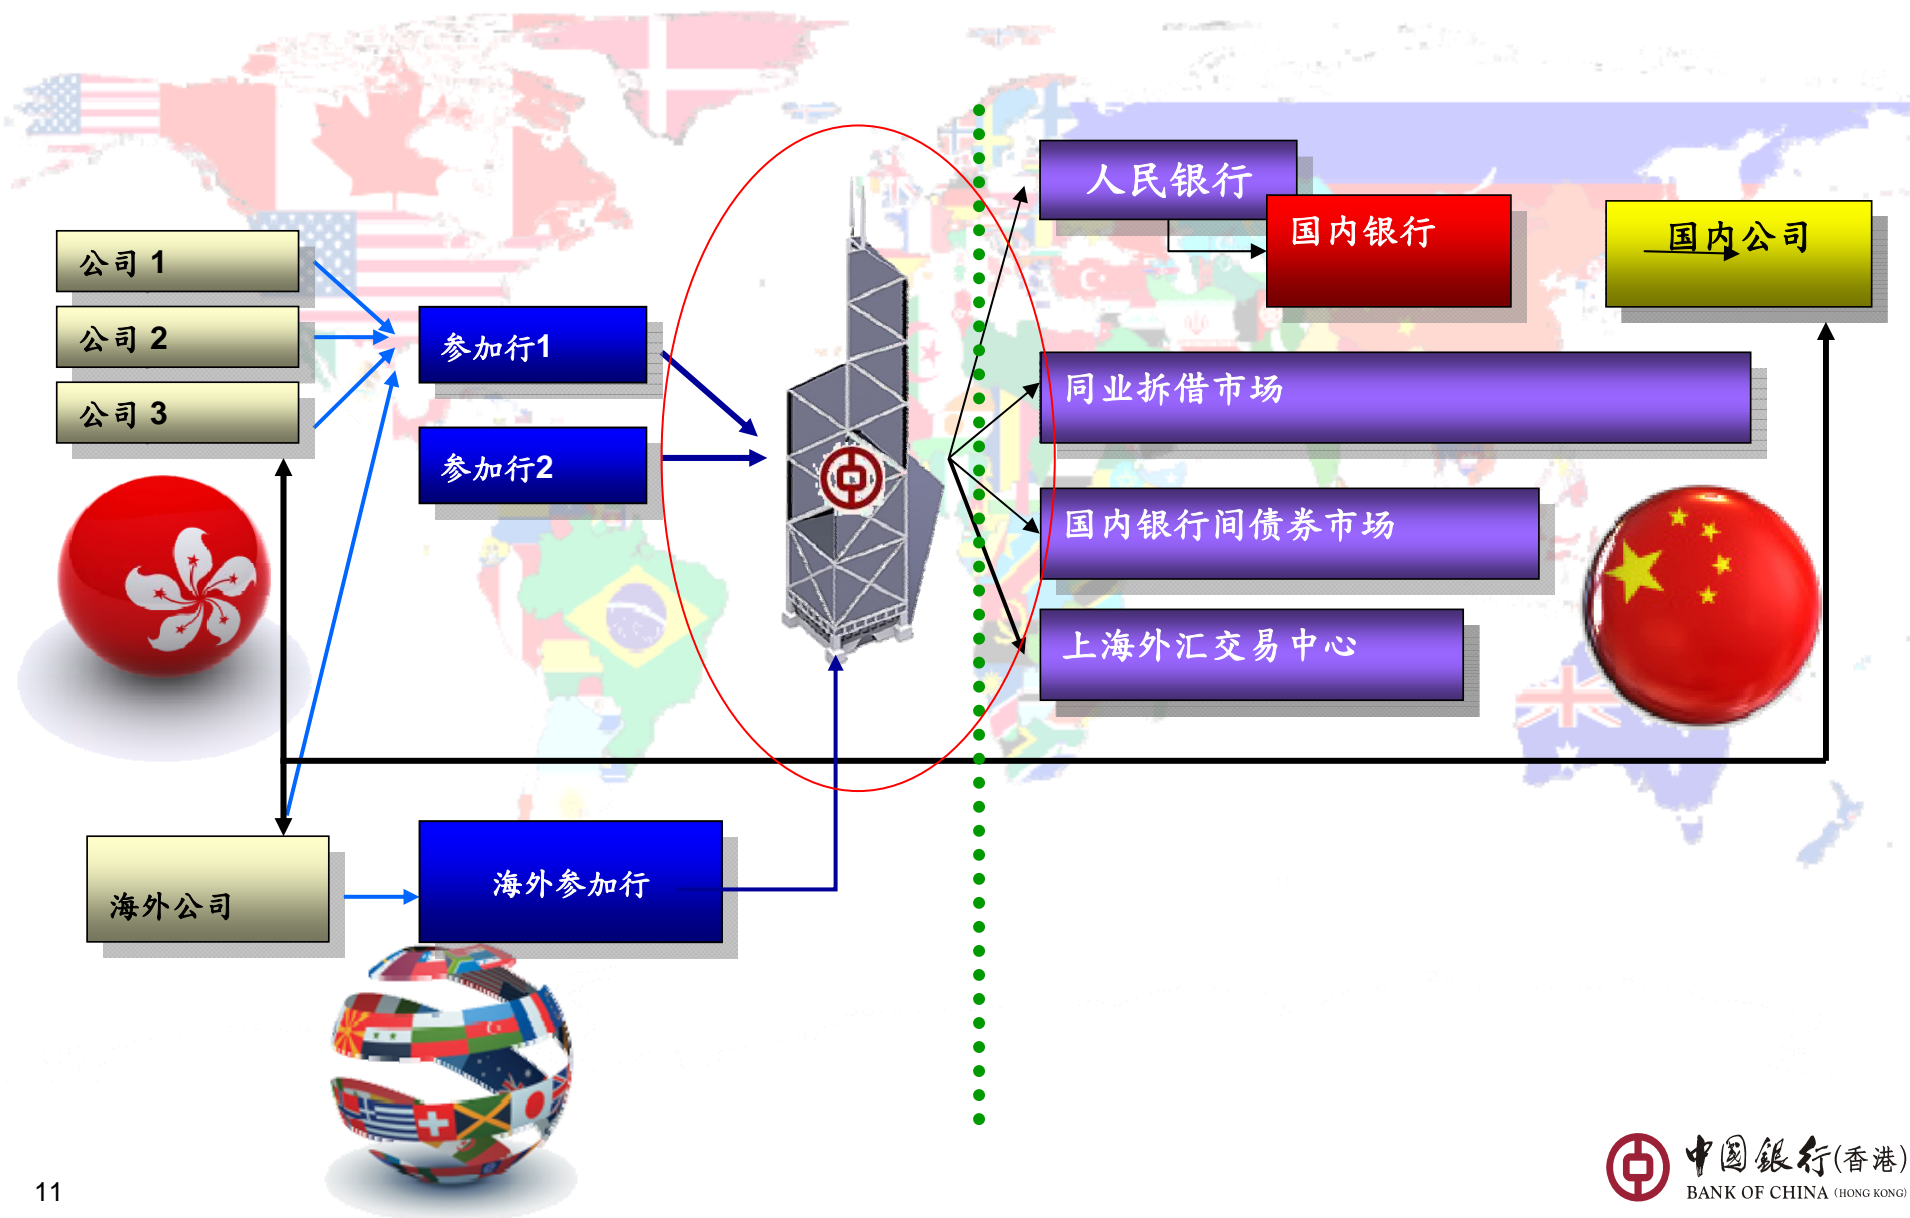 人民银行
国内银行
国内公司
公司 1
公司 2
公司 3
参加行1
参加行2
同业拆借市场
国内银行间债券市场
上海外汇交易中心
海外公司
海外参加行
中國銀行(香港)
BANK OF CHINA (HONG KONG)
11